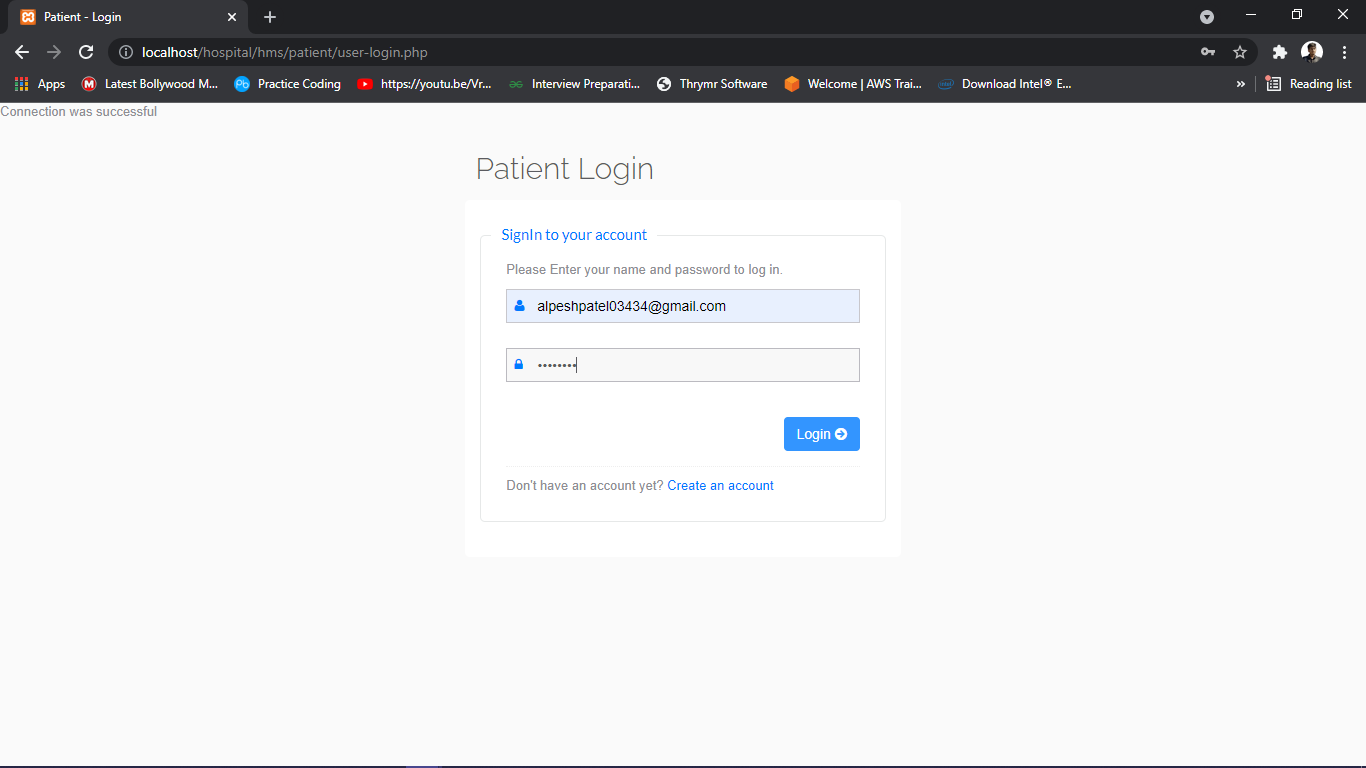 Patient - Login
localhost/hospital/hms/patient/user-login.php
Apps Latest Bollywood M... Practice Coding https://youtu.be/Vr... Interview Preparati... Thrymr Software Welcome | AWS Trai... Download Intel® E... » Reading list
Connection was successful
Patient Login
SignIn to your account
Please Enter your name and password to log in.
alpeshpatel03434@gmail.com
••••••••
Login
Don't have an account yet? Create an account